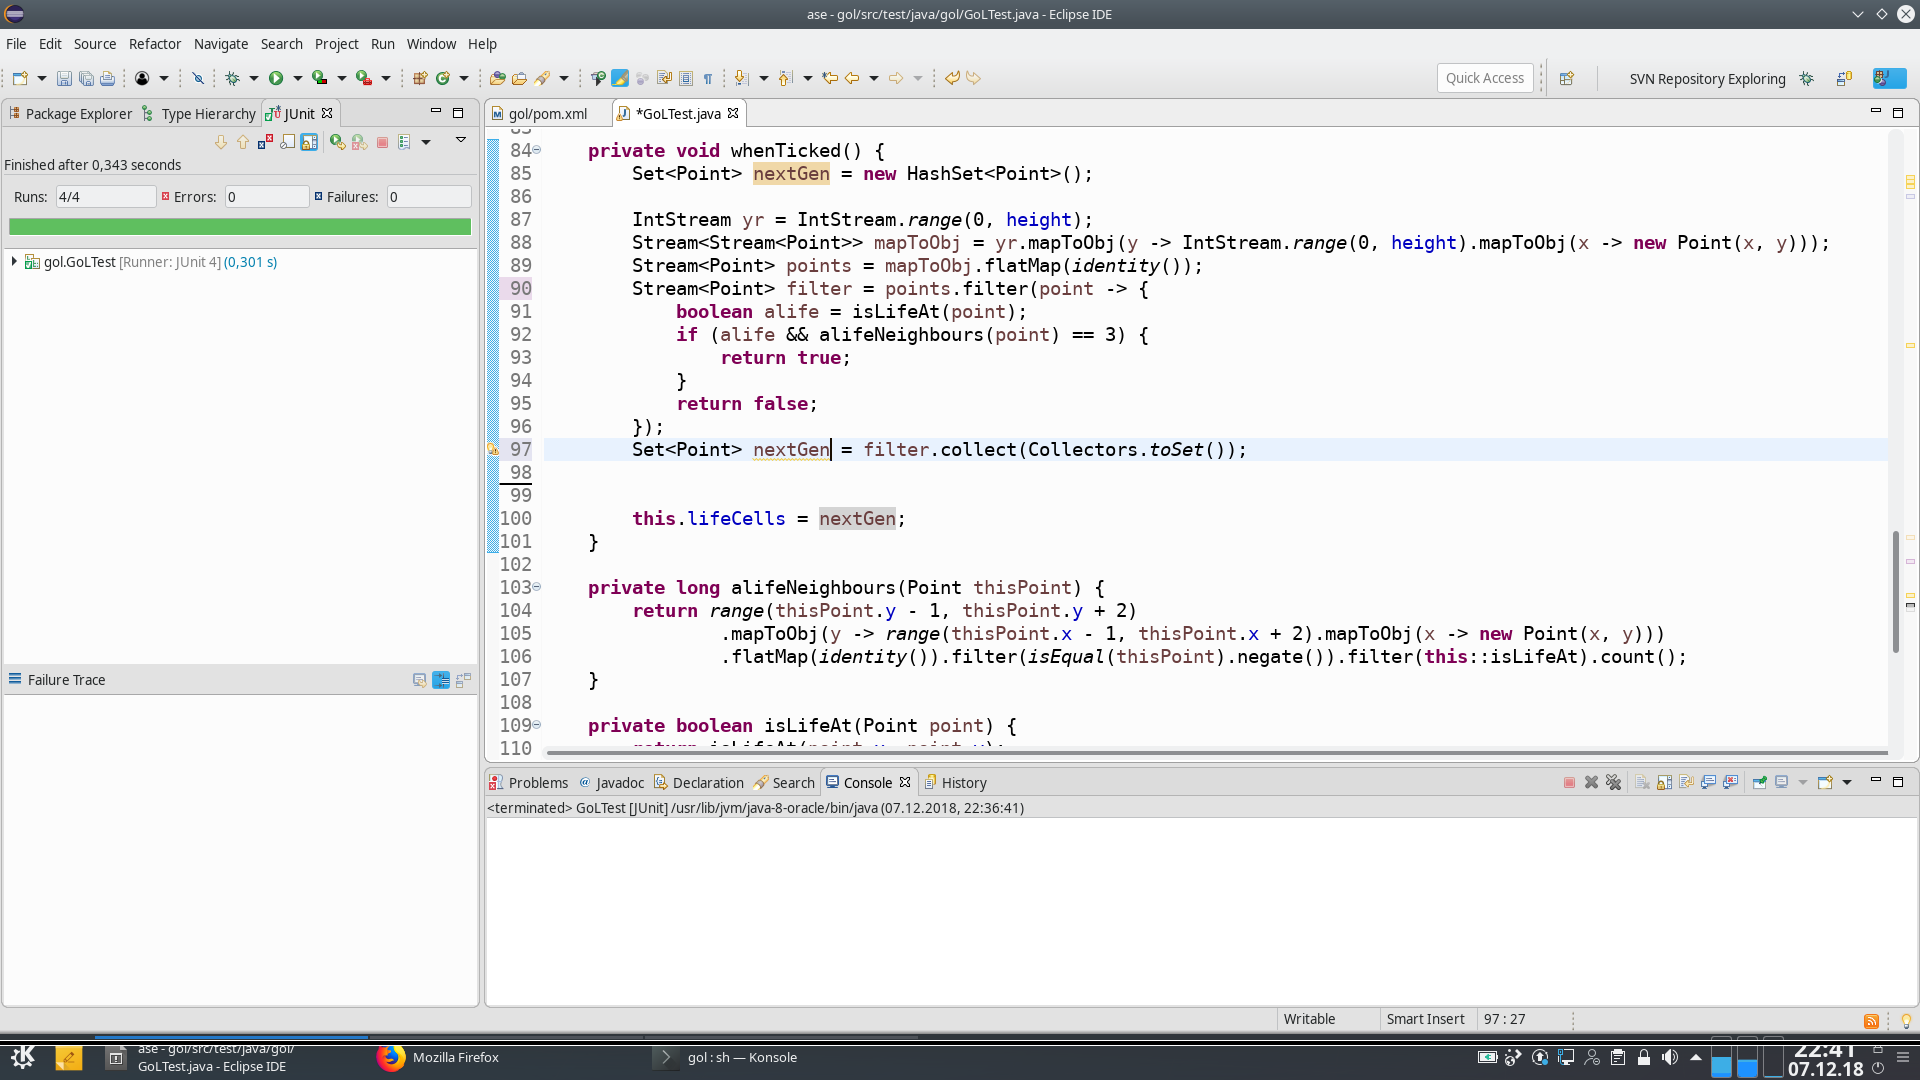 ase - gol/src/test/java/gol/GoLTest.java - Eclipse IDE
File Edit Source Refactor Navigate Search Project Run Window Help
Quick Access
SVN Repository Exploring
Package Explorer Type Hierarchy JUnit
gol/pom.xml *GoLTest.java
Finished after 0,343 seconds
Runs: 4/4 Errors: 0 Failures: 0
gol.GoLTest [Runner: JUnit 4] (0,301 s)
Failure Trace
84 private void whenTicked() {
85 Set<Point> nextGen = new HashSet<Point>();
86
87 IntStream yr = IntStream.range(0, height);
88 Stream<Stream<Point>> mapToObj = yr.mapToObj(y -> IntStream.range(0, height).mapToObj(x -> new Point(x, y)));
89 Stream<Point> points = mapToObj.flatMap(identity());
90 Stream<Point> filter = points.filter(point -> {
91 boolean alife = isLifeAt(point);
92 if (alife && alifeNeighbours(point) == 3) {
93 return true;
94 }
95 return false;
96 });
97 Set<Point> nextGen = filter.collect(Collectors.toSet());
98
99
100 this.lifeCells = nextGen;
101 }
102
103 private long alifeNeighbours(Point thisPoint) {
104 return range(thisPoint.y - 1, thisPoint.y + 2)
105 .mapToObj(y -> range(thisPoint.x - 1, thisPoint.x + 2).mapToObj(x -> new Point(x, y)))
106 .flatMap(identity()).filter(isEqual(thisPoint).negate()).filter(this::isLifeAt).count();
107 }
108
109 private boolean isLifeAt(Point point) {
110
Problems Javadoc Declaration Search Console History
<terminated> GoLTest [JUnit] /usr/lib/jvm/java-8-oracle/bin/java (07.12.2018, 22:36:41)
Writable Smart Insert 97 : 27
ase - gol/src/test/java/gol/
GoLTest.java - Eclipse IDE
Mozilla Firefox
gol : sh — Konsole
22:41
07.12.18